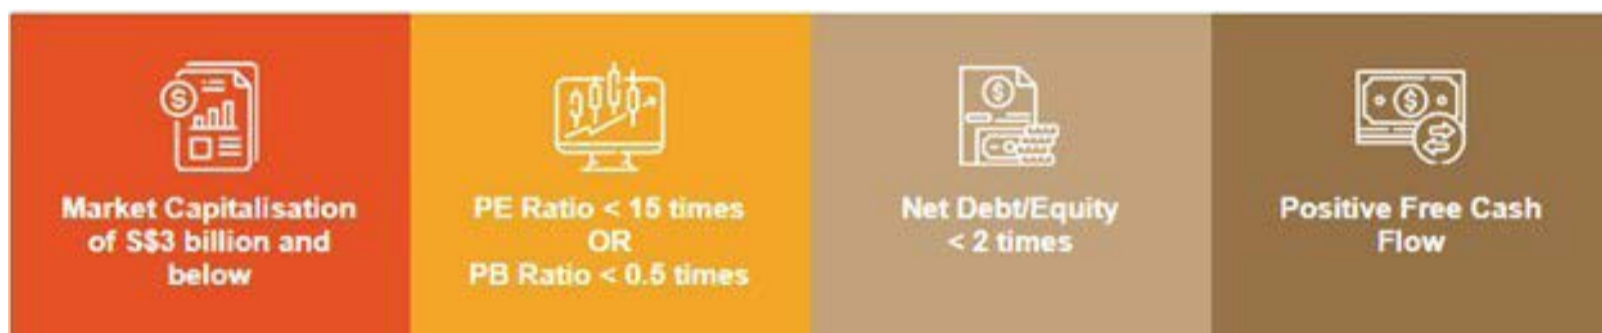 Market Capitalisation
of S$3 billion and
below
PE Ratio < 15 times
OR
PB Ratio < 0.5 times
Net Debt/Equity
< 2 times
Positive Free Cash
Flow